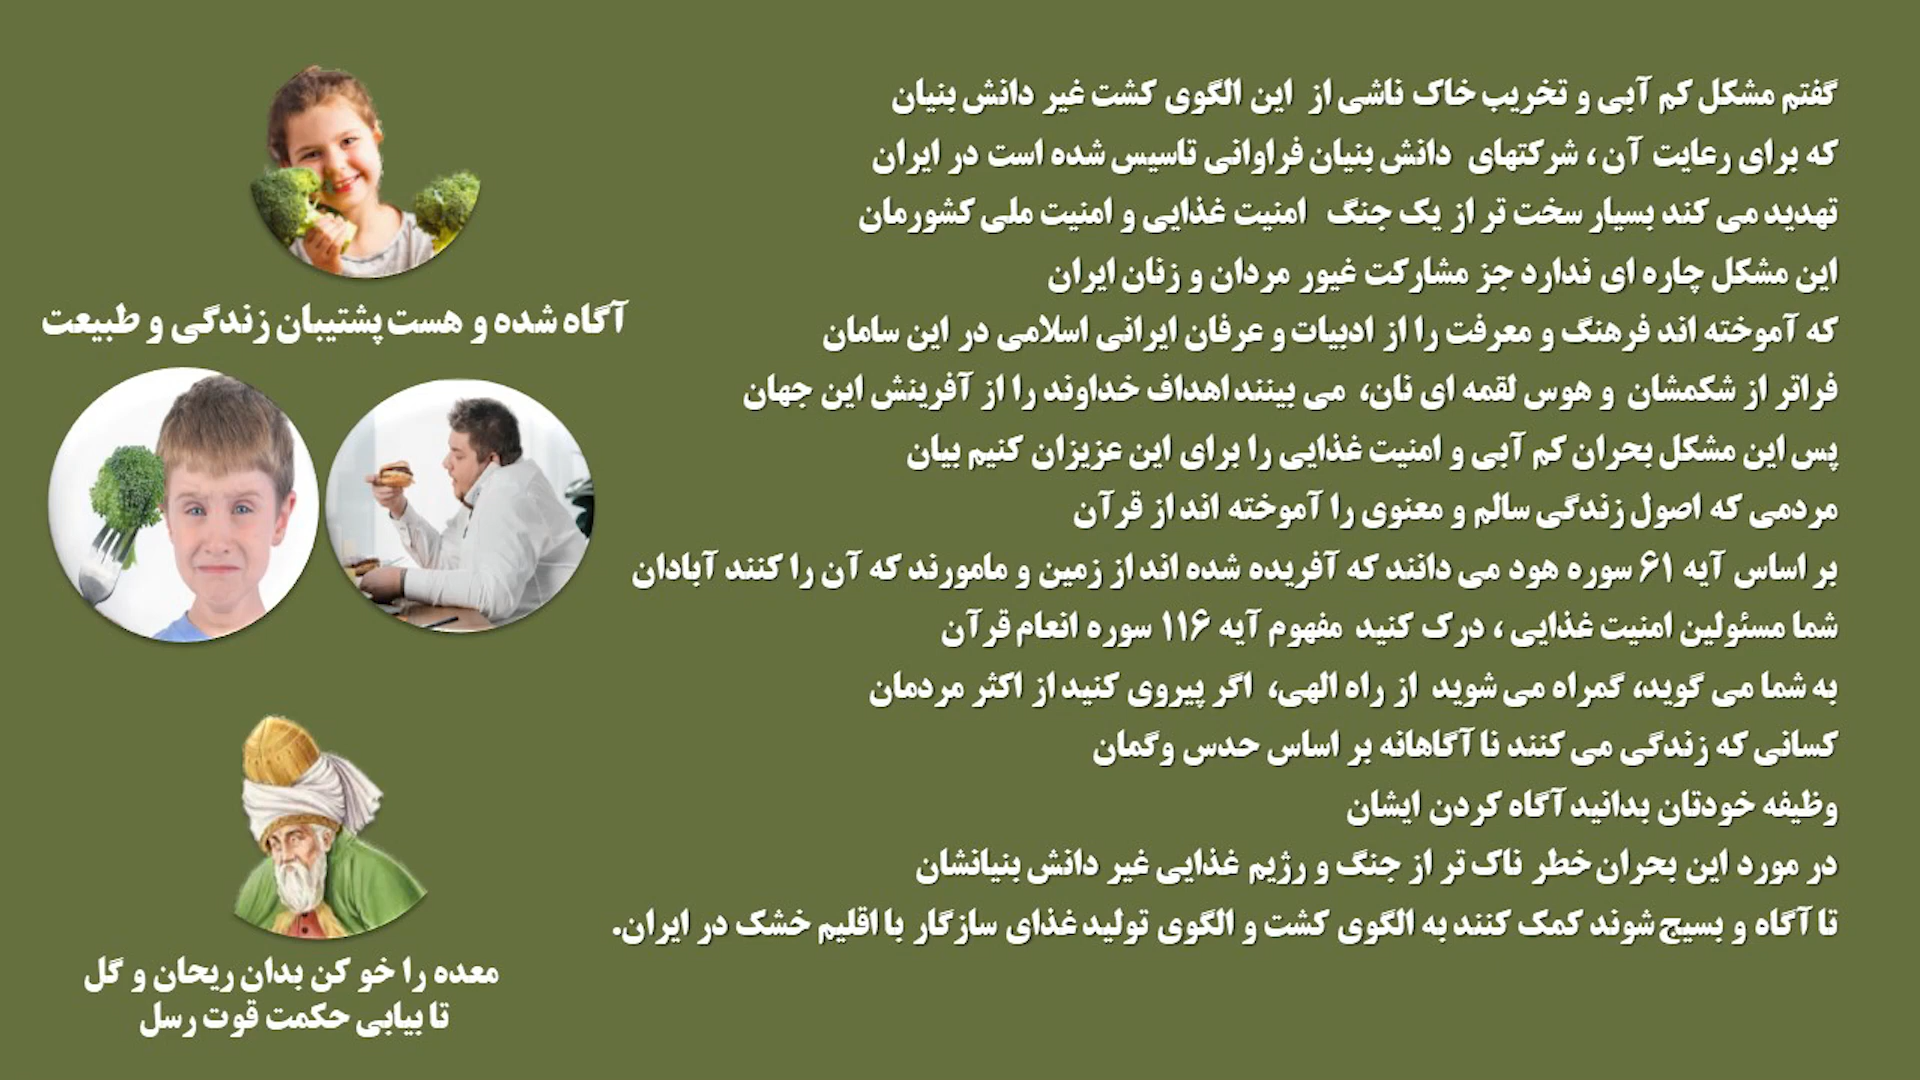 گفتم مشکل کم آبی و تخریب خاک ناشی از این الگوی کشت غیر دانش بنیان
که برای رعایت آن ، شرکتهای دانش بنیان فراوانی تاسیس شده است در ایران
تهدید می کند بسیار سخت تر از یک جنگ امنیت غذایی و امنیت ملی کشورمان
این مشکل چاره ای ندارد جز مشارکت غیور مردان و زنان ایران
که آموخته اند فرهنگ و معرفت را از ادبیات و عرفان ایرانی اسلامی در این سامان
فراتر از شکمشان و هوس لقمه ای نان، می بینند اهداف خداوند را از آفرینش این جهان
پس این مشکل بحران کم آبی و امنیت غذایی را برای این عزیزان کنیم بیان
مردمی که اصول زندگی سالم و معنوی را آموخته اند از قرآن
بر اساس آیه ۶۱ سوره هود می دانند که آفریده شده اند از زمین و مامورند که آن را کنند آبادان
شما مسئولین امنیت غذایی ، درک کنید مفهوم آیه ۱۱۶ سوره انعام قرآن
به شما می گوید، گمراه می شوید از راه الهی، اگر پیروی کنید از اکثر مردمان
کسانی که زندگی می کنند نا آگاهانه بر اساس حدس وگمان
وظیفه خودتان بدانید آگاه کردن ایشان
در مورد این بحران خطر ناک تر از جنگ و رژیم غذایی غیر دانش بنیانشان
تا آگاه و بسیج شوند کمک کنند به الگوی کشت و الگوی تولید غذای سازگار با اقلیم خشک در ایران.
آگاه شده و هست پشتیبان زندگی و طبیعت
معده را خو کن بدان ریحان و گل
تا بیابی حکمت قوت رسل